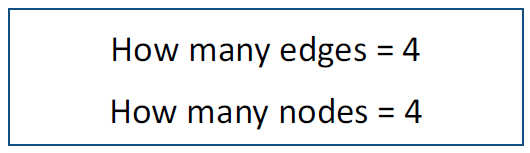 How many edges = 4
How many nodes = 4